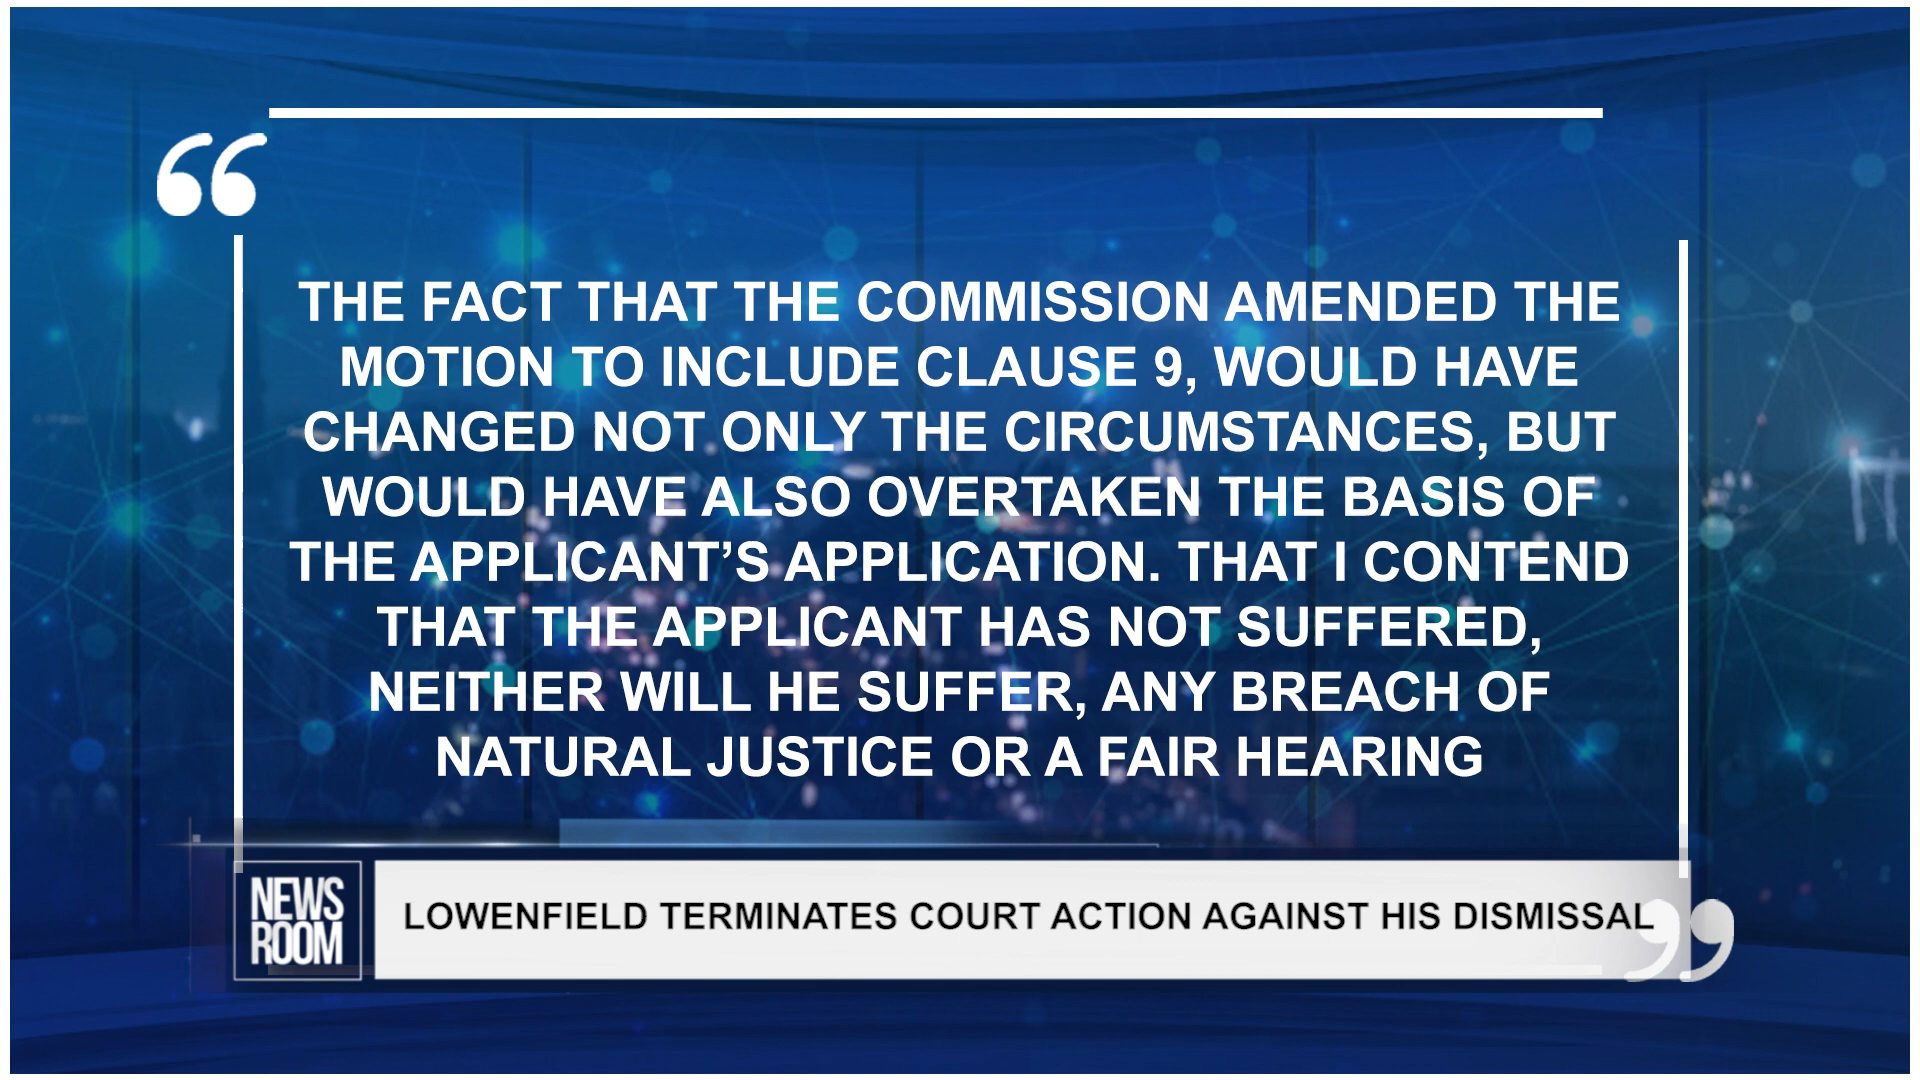 “
THE FACT THAT THE COMMISSION AMENDED THE
MOTION TO INCLUDE CLAUSE 9, WOULD HAVE
CHANGED NOT ONLY THE CIRCUMSTANCES, BUT
WOULD HAVE ALSO OVERTAKEN THE BASIS OF
THE APPLICANT’S APPLICATION. THAT I CONTEND
THAT THE APPLICANT HAS NOT SUFFERED,
NEITHER WILL HE SUFFER, ANY BREACH OF
NATURAL JUSTICE OR A FAIR HEARING
NEWS
ROOM
LOWENFIELD TERMINATES COURT ACTION AGAINST HIS DISMISSAL
”